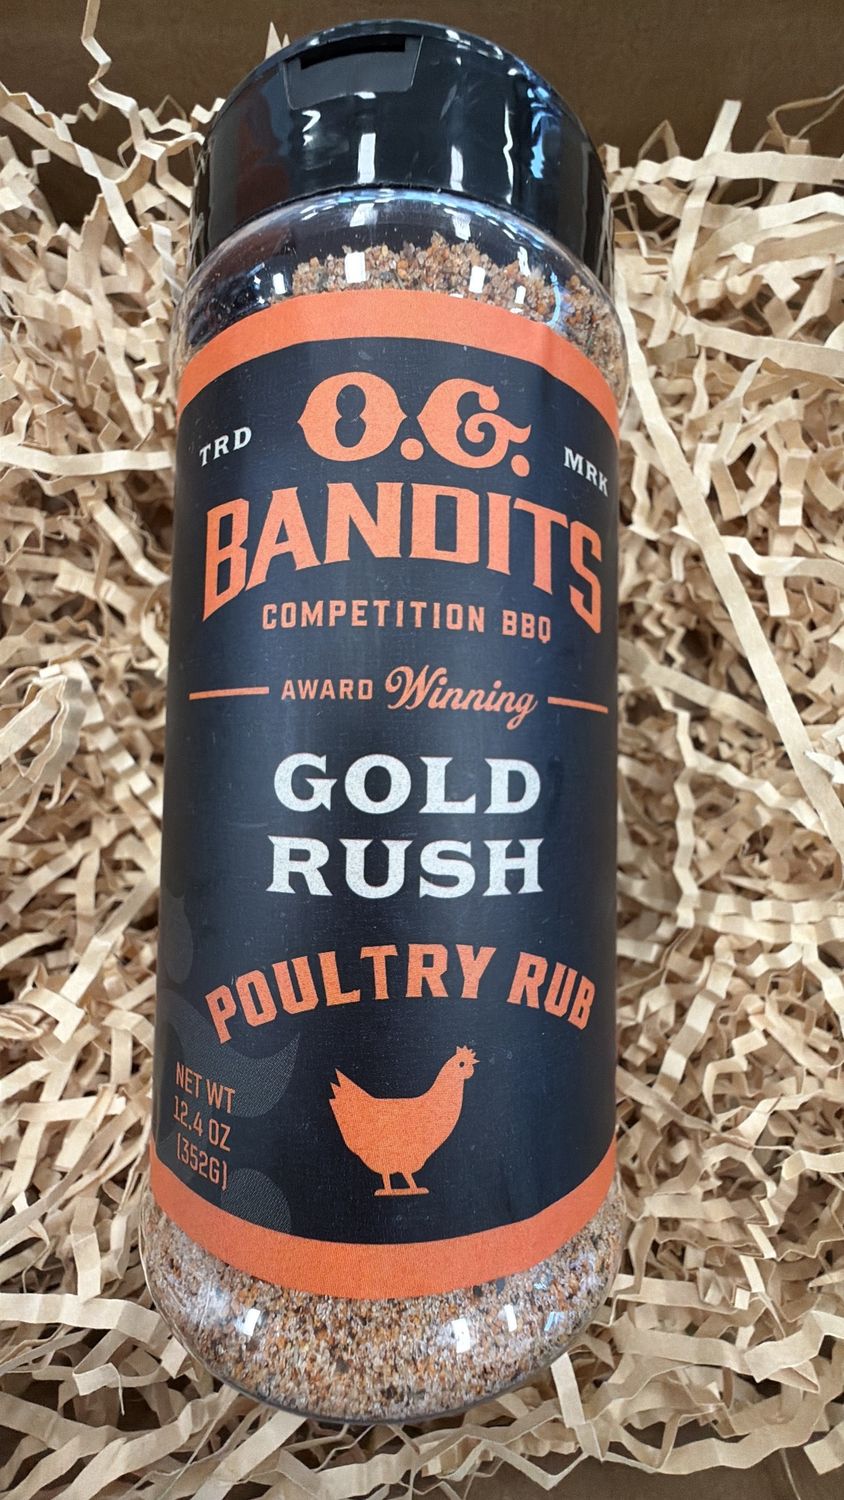 O.G.
TRD MRK
BANDITS
COMPETITION BBQ
AWARD Winning
GOLD
RUSH
POULTRY RUB
NET WT
12.4 OZ
(352G)